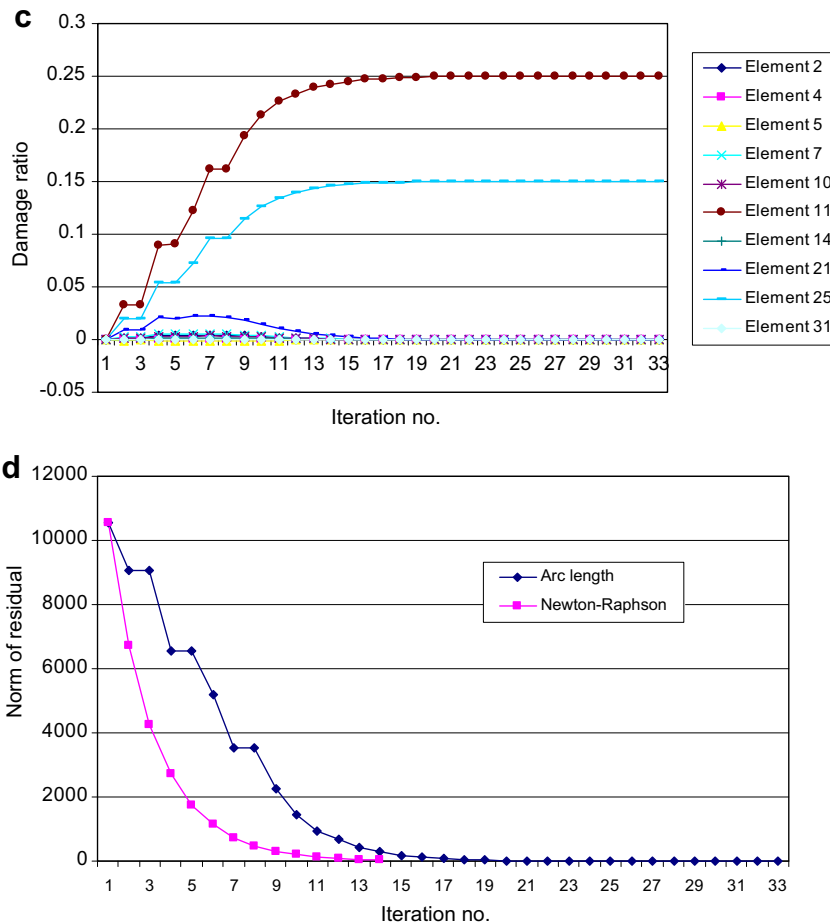 c
0.3
0.25
0.2
0.15
0.1
0.05
0
-0.05
Damage ratio
1 3 5 7 9 11 13 15 17 19 21 23 25 27 29 31 33
Iteration no.
Element 2
Element 4
Element 5
Element 7
Element 10
Element 11
Element 14
Element 21
Element 25
Element 31
d
12000
10000
8000
6000
4000
2000
0
Norm of residual
Arc length
Newton-Raphson
1 3 5 7 9 11 13 15 17 19 21 23 25 27 29 31 33
Iteration no.